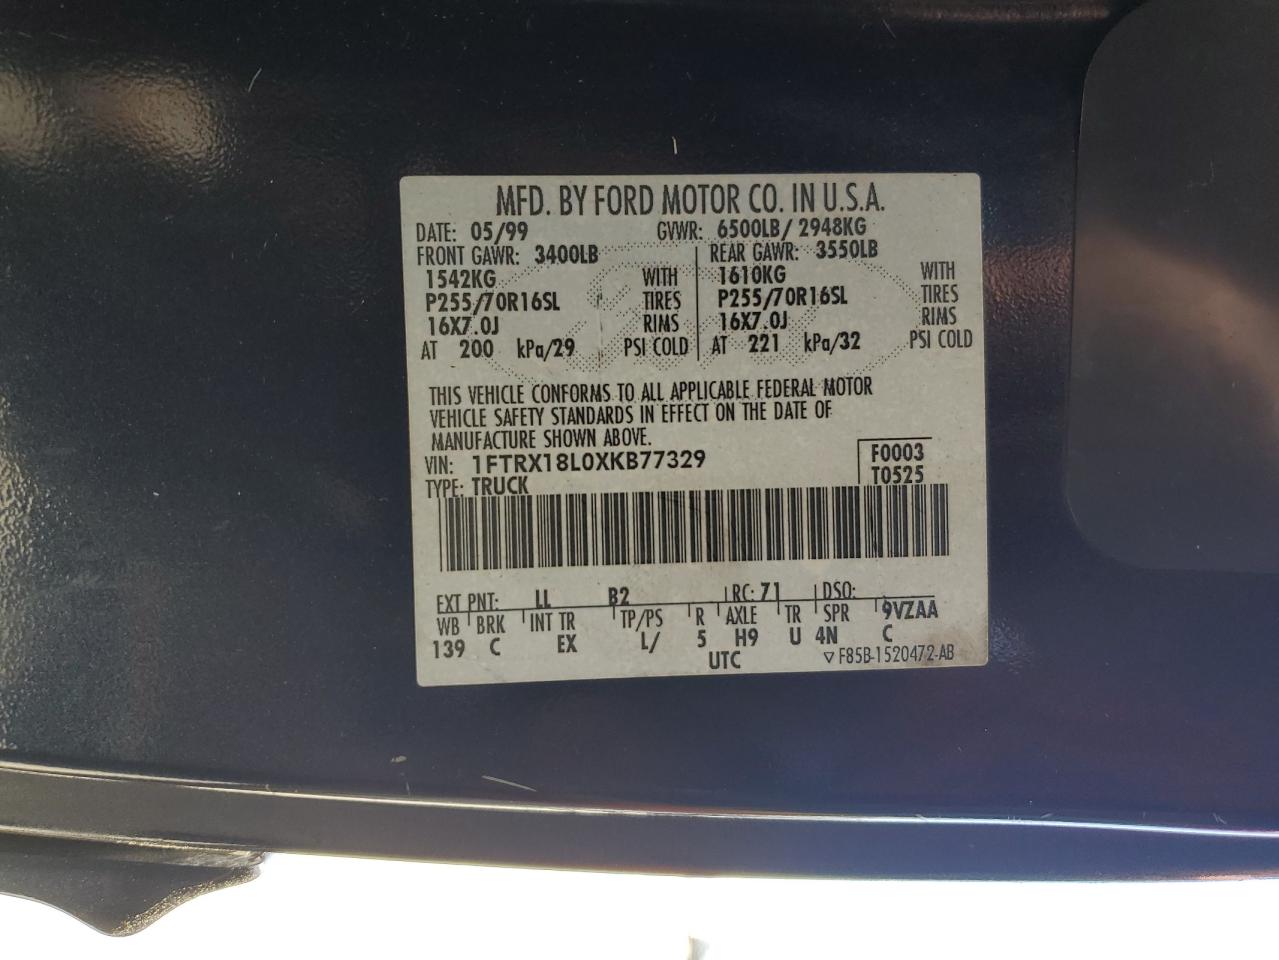 MFD. BY FORD MOTOR CO. IN U.S.A.
DATE: 05/99 GVWR: 6500LB/ 2948KG
FRONT GAWR: 3400LB REAR GAWR: 3550LB
1542KG WITH 1610KG WITH
P255/70R16SL TIRES P255/70R16SL TIRES
16X7.0J RIMS 16X7.0J RIMS
AT 200 kPa/29 PSI COLD AT 221 kPa/32 PSI COLD
THIS VEHICLE CONFORMS TO ALL APPLICABLE FEDERAL MOTOR
VEHICLE SAFETY STANDARDS IN EFFECT ON THE DATE OF
MANUFACTURE SHOWN ABOVE.
VIN: 1FTRX18L0XKB77329 F0003
TYPE: TRUCK T0525
EXT PNT: LL B2 RC: 71 DSO:
WB BRK INT TR TP/PS R AXLE TR SPR 9VZAA
139 C EX L/ 5 H9 U 4N C
UTC ▽ F85B-1520472-AB